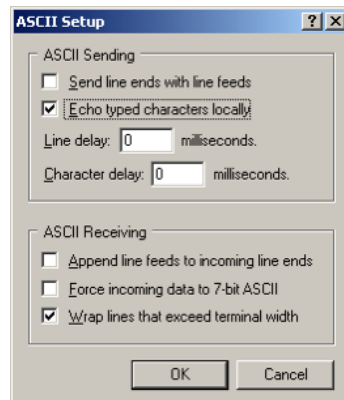 ASCII Setup
ASCII Sending
Send line ends with line feeds
Echo typed characters locally
Line delay: 0 milliseconds.
Character delay: 0 milliseconds.
ASCII Receiving
Append line feeds to incoming line ends
Force incoming data to 7-bit ASCII
Wrap lines that exceed terminal width
OK Cancel